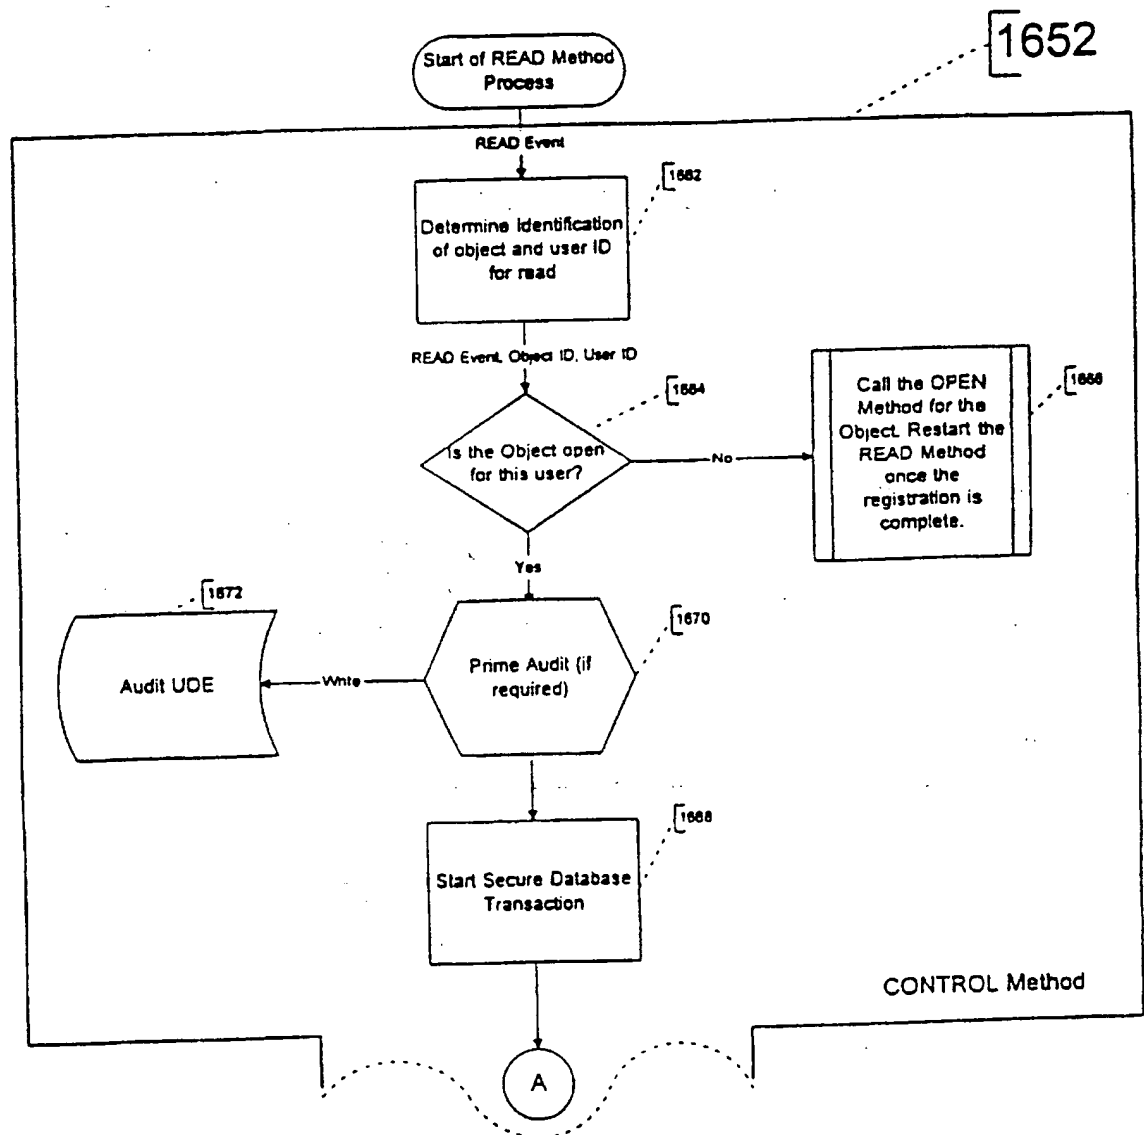 1652
Start of READ Method
Process
READ Event
1662
Determine Identification
of object and user ID
for read
READ Event, Object ID, User ID
1664
Is the Object open
for this user?
No
Call the OPEN
Method for the
Object. Restart the
READ Method
once the
registration is
complete.
1666
Yes
1672
Audit UDE
Write
Prime Audit (if
required)
1670
1668
Start Secure Database
Transaction
CONTROL Method
A